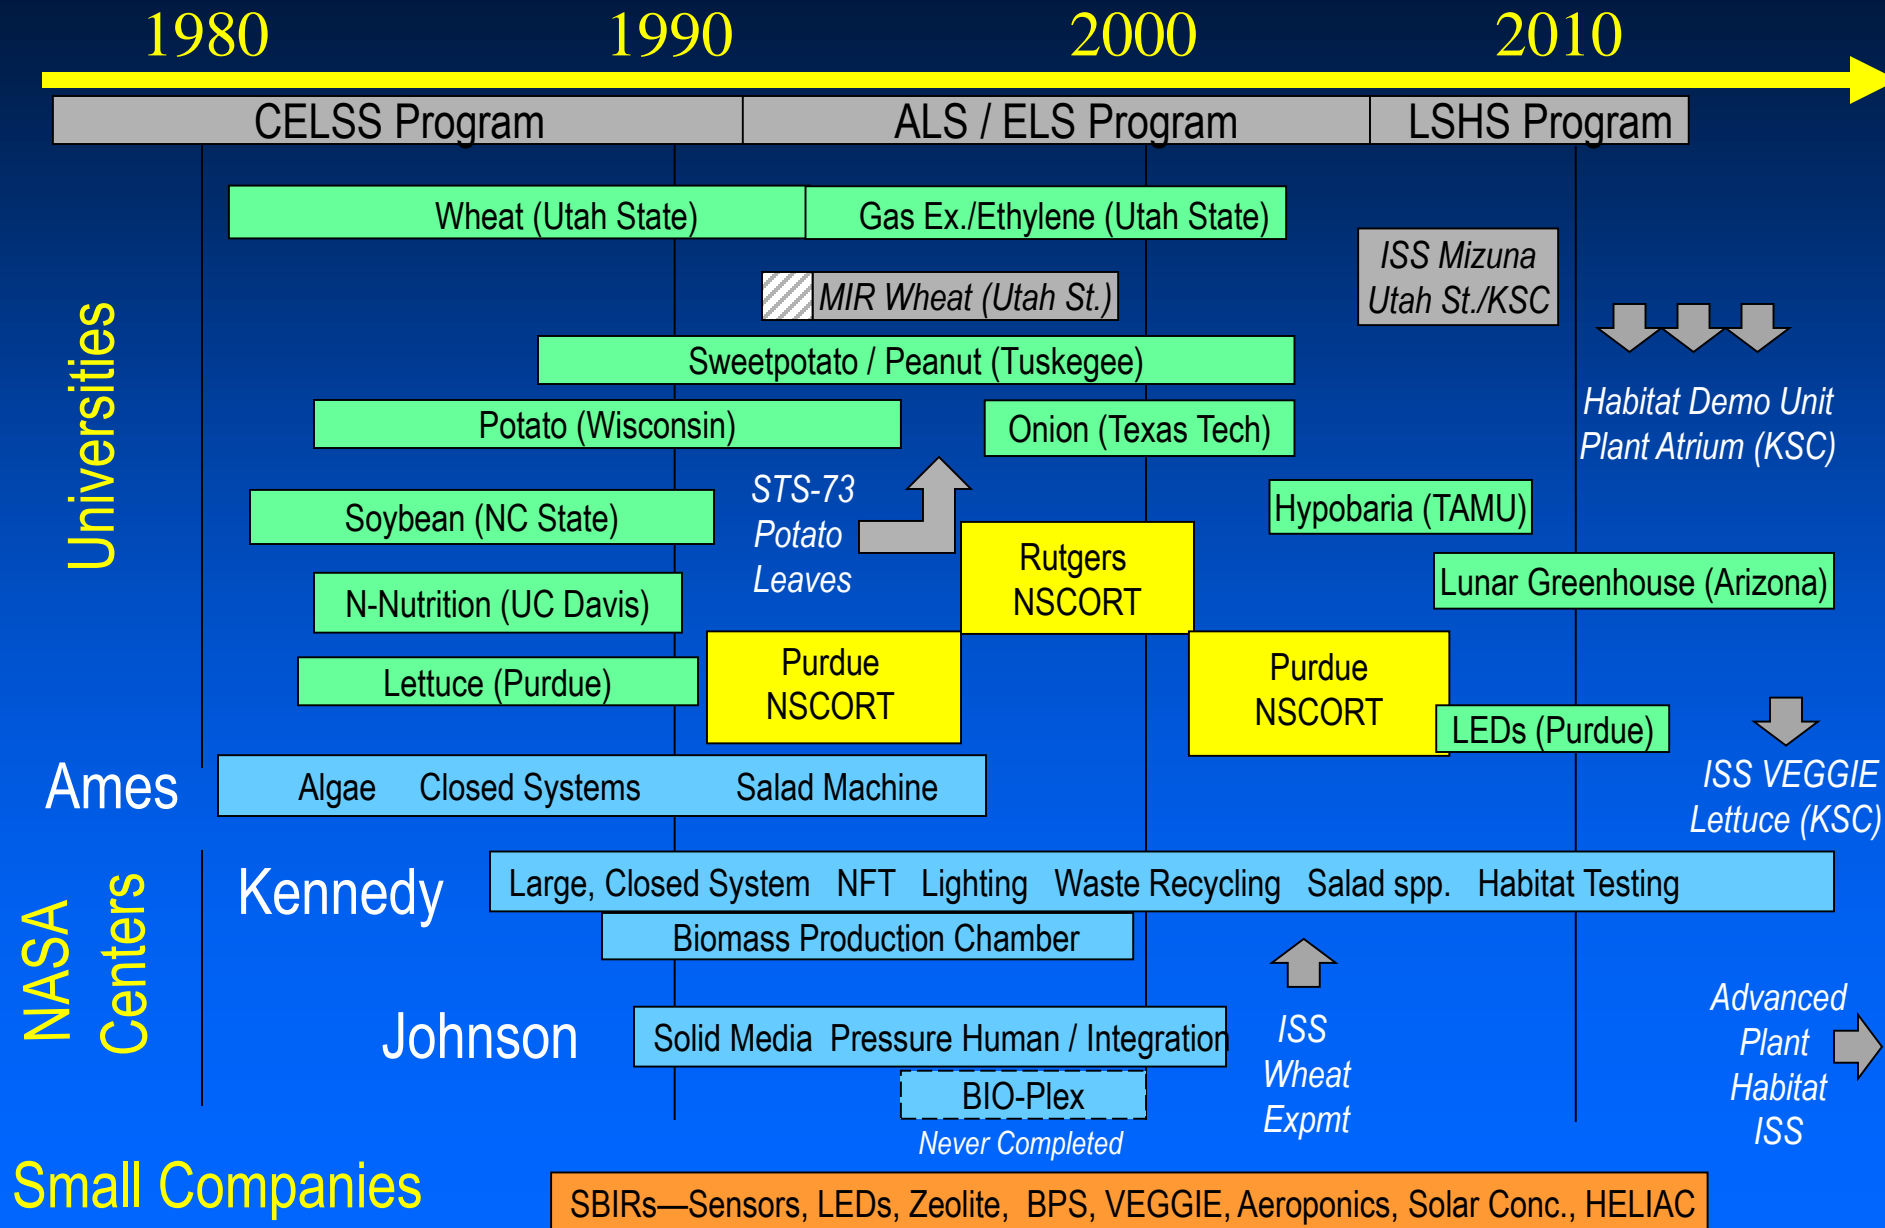 1980 1990 2000 2010
CELSS Program ALS / ELS Program LSHS Program
Universities
Wheat (Utah State)
Gas Ex./Ethylene (Utah State)
ISS Mizuna
Utah St./KSC
MIR Wheat (Utah St.)
Sweetpotato / Peanut (Tuskegee)
Habitat Demo Unit
Plant Atrium (KSC)
Potato (Wisconsin)
Onion (Texas Tech)
STS-73
Potato
Leaves
Soybean (NC State)
Hypobaria (TAMU)
Rutgers
NSCORT
N-Nutrition (UC Davis)
Lunar Greenhouse (Arizona)
Lettuce (Purdue)
Purdue
NSCORT
Purdue
NSCORT
LEDs (Purdue)
ISS VEGGIE
Lettuce (KSC)
NASA
Centers
Ames
Algae Closed Systems Salad Machine
Kennedy
Large, Closed System NFT Lighting Waste Recycling Salad spp. Habitat Testing
Biomass Production Chamber
Johnson
Solid Media Pressure Human / Integration
BIO-Plex
Never Completed
ISS
Wheat
Expmt
Advanced
Plant
Habitat
ISS
Small Companies
SBIRs—Sensors, LEDs, Zeolite, BPS, VEGGIE, Aeroponics, Solar Conc., HELIAC